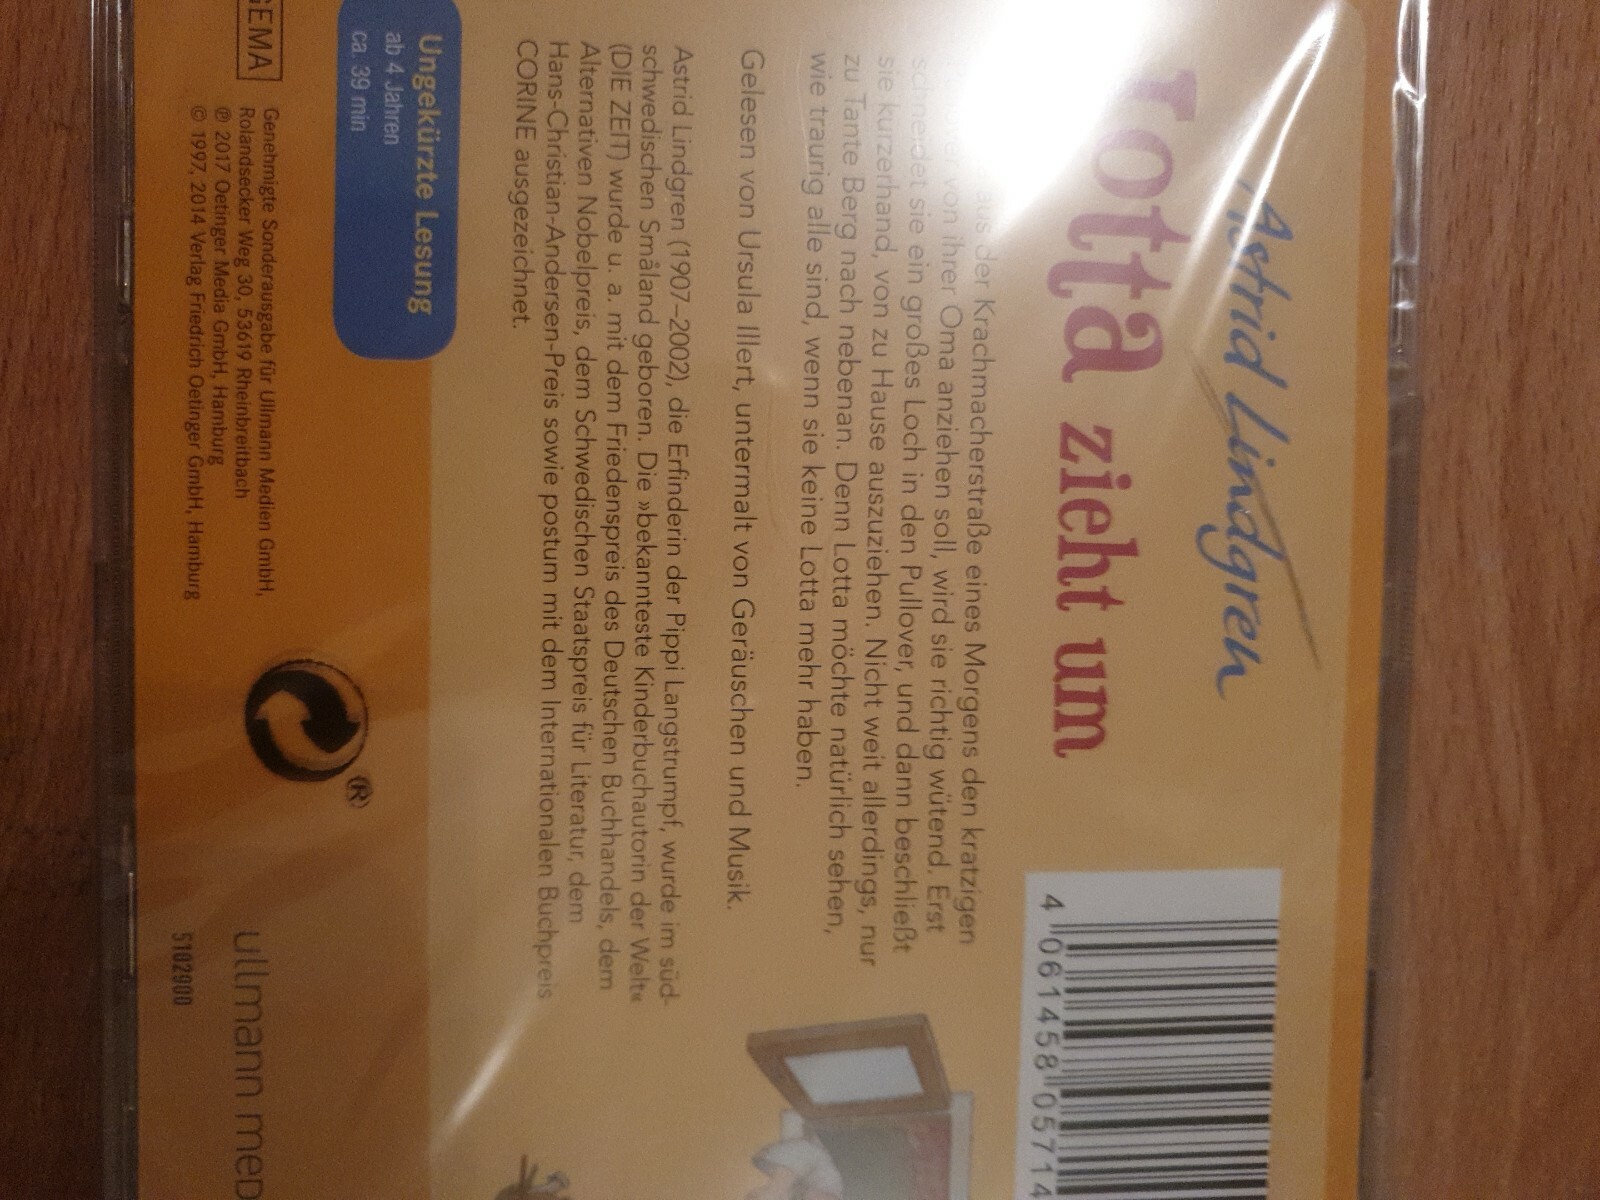 Astrid Lindgren
Lotta zieht um
4 061458 05714
aus der Krachmacherstraße eines Morgens den kratzigen
von ihrer Oma anziehen soll, wird sie richtig wütend. Erst
schneidet sie ein großes Loch in den Pullover, und dann beschließt
sie kurzerhand, von zu Hause auszuziehen. Nicht weit allerdings, nur
zu Tante Berg nach nebenan. Denn Lotta möchte natürlich sehen,
wie traurig alle sind, wenn sie keine Lotta mehr haben.
Gelesen von Ursula Illert, untermalt von Geräuschen und Musik.
Astrid Lindgren (1907–2002), die Erfinderin der Pippi Langstrumpf, wurde im süd-
schwedischen Småland geboren. Die »bekannteste Kinderbuchautorin der Welt«
(DIE ZEIT) wurde u. a. mit dem Friedenspreis des Deutschen Buchhandels, dem
Alternativen Nobelpreis, dem Schwedischen Staatspreis für Literatur, dem
Hans-Christian-Andersen-Preis sowie postum mit dem Internationalen Buchpreis
CORINE ausgezeichnet.
Ungekürzte Lesung
ab 4 Jahren
ca. 39 min
GEMA
Genehmigte Sonderausgabe für Ullmann Medien GmbH,
Rolandsecker Weg 30, 53619 Rheinbreitbach
℗ 2017 Oetinger Media GmbH, Hamburg
© 1997, 2014 Verlag Friedrich Oetinger GmbH, Hamburg
®
ullmann med
5102900